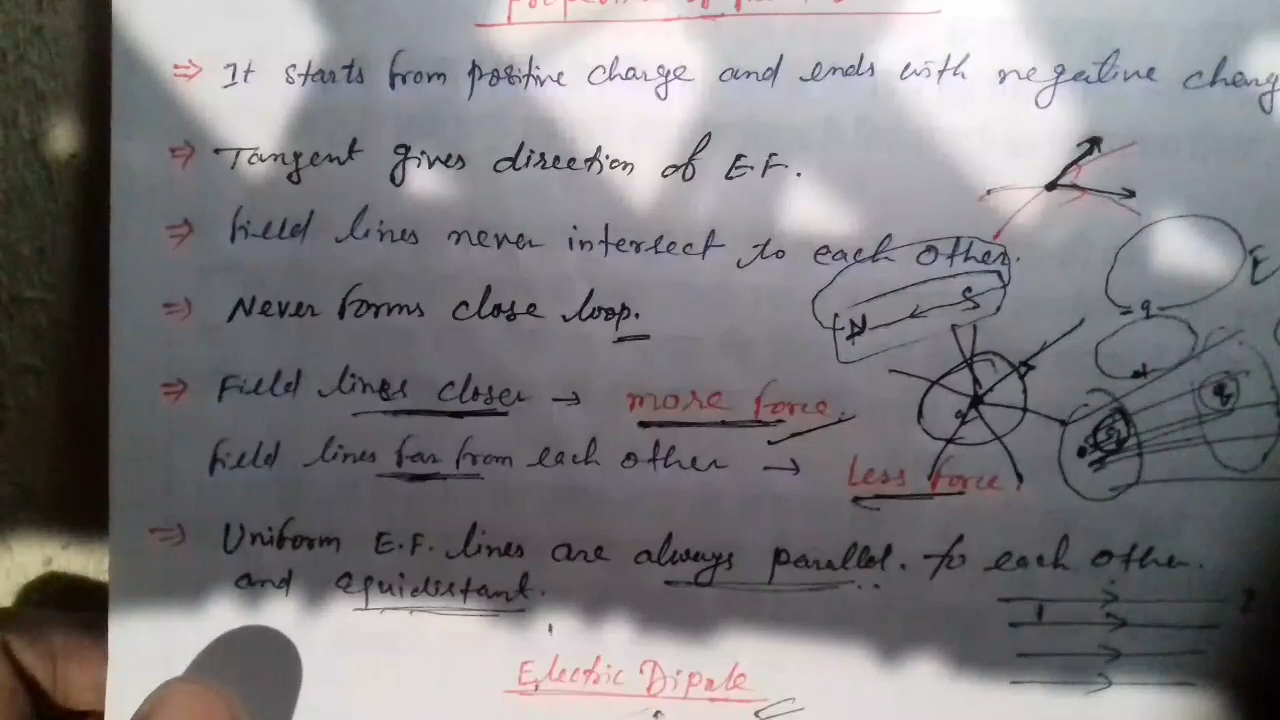 ⇒ It starts from positive charge and ends with negative charg
⇒ Tangent gives direction of E.F.
⇒ Field lines never intersect to each other.
⇒ Never forms close loop.
S
N
⇒ Field lines closer → more force.
Field lines far from each other → Less force.
⇒ Uniform E.F. lines are always parallel. to each other.
and equidistant.
Electric Dipole